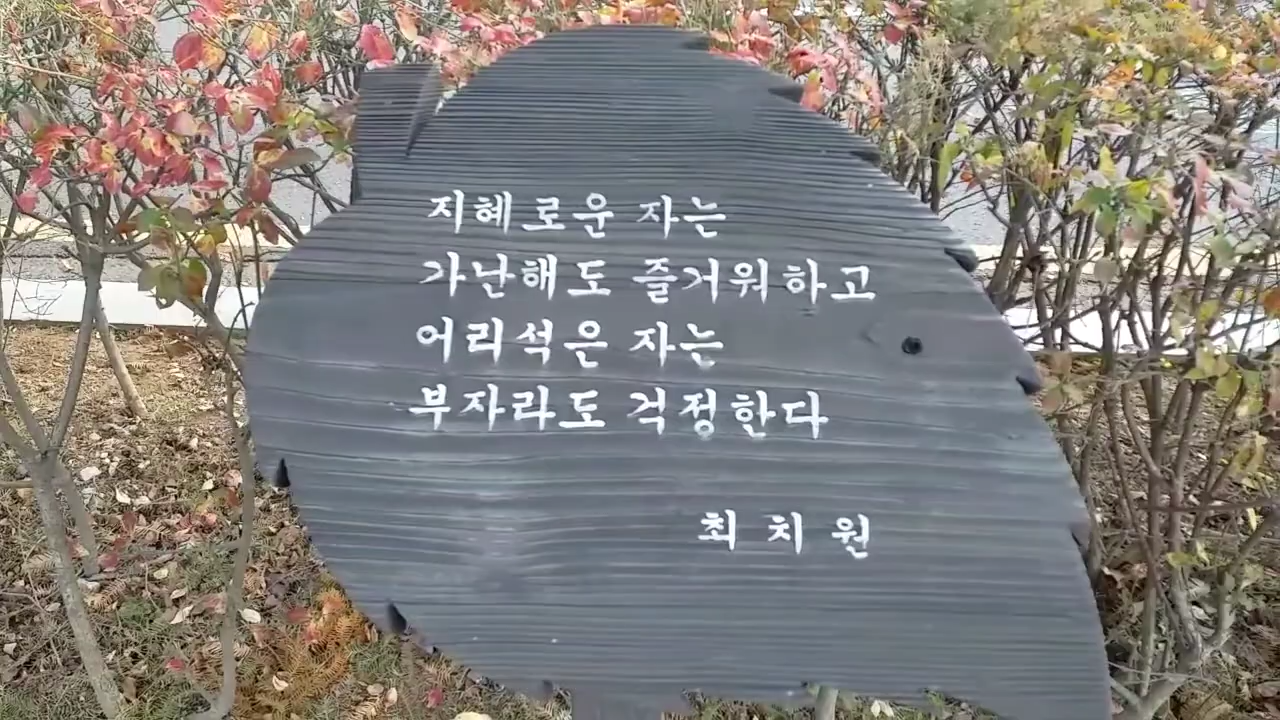 지혜로운 자는
가난해도 즐거워하고
어리석은 자는
부자라도 걱정한다
최 치 원